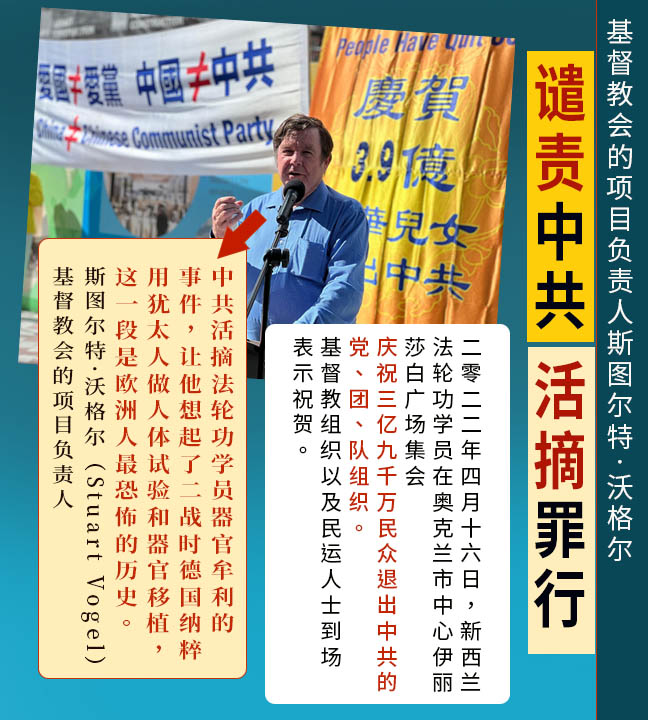 基督教会的项目负责人斯图尔特·沃格尔
谴责中共
活摘罪行
愛國≠愛黨 中國≠中共
China≠Chinese Communist Party
People Have Quit
慶賀
3.9億
華兒女
出中共
二零二二年四月十六日，新西兰
法轮功学员在奥克兰市中心伊丽
莎白广场集会
庆祝三亿九千万民众退出中共的
党、团、队组织。
基督教组织以及民运人士到场
表示祝贺。
中共活摘法轮功学员器官牟利的
事件，让他想起了二战时德国纳粹
用犹太人做人体试验和器官移植，
这一段是欧洲人最恐怖的历史。
斯图尔特·沃格尔（Stuart Vogel）
基督教会的项目负责人